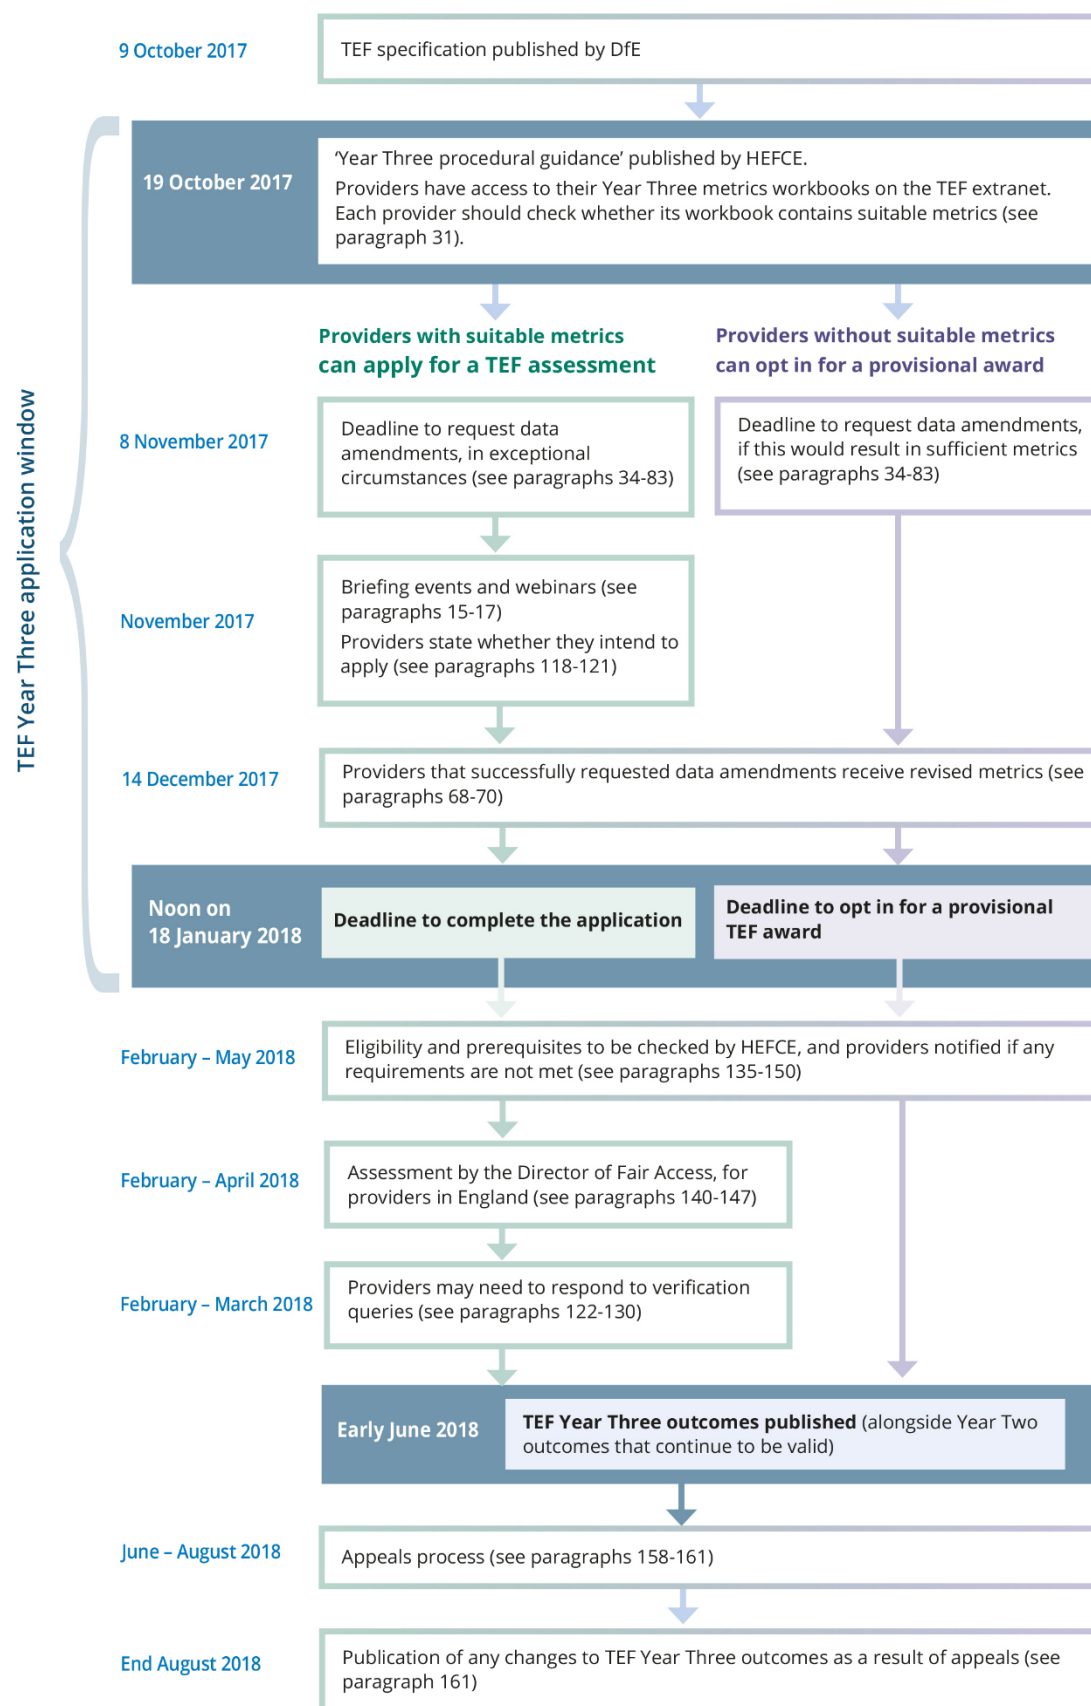 9 October 2017
TEF specification published by DfE
TEF Year Three application window
19 October 2017
‘Year Three procedural guidance’ published by HEFCE.
Providers have access to their Year Three metrics workbooks on the TEF extranet.
Each provider should check whether its workbook contains suitable metrics (see
paragraph 31).
Providers with suitable metrics
can apply for a TEF assessment
Providers without suitable metrics
can opt in for a provisional award
8 November 2017
Deadline to request data
amendments, in exceptional
circumstances (see paragraphs 34-83)
Deadline to request data amendments,
if this would result in sufficient metrics
(see paragraphs 34-83)
November 2017
Briefing events and webinars (see
paragraphs 15-17)
Providers state whether they intend to
apply (see paragraphs 118-121)
14 December 2017
Providers that successfully requested data amendments receive revised metrics (see
paragraphs 68-70)
Noon on
18 January 2018
Deadline to complete the application
Deadline to opt in for a provisional
TEF award
February – May 2018
Eligibility and prerequisites to be checked by HEFCE, and providers notified if any
requirements are not met (see paragraphs 135-150)
February – April 2018
Assessment by the Director of Fair Access, for
providers in England (see paragraphs 140-147)
February – March 2018
Providers may need to respond to verification
queries (see paragraphs 122-130)
Early June 2018
TEF Year Three outcomes published (alongside Year Two
outcomes that continue to be valid)
June – August 2018
Appeals process (see paragraphs 158-161)
End August 2018
Publication of any changes to TEF Year Three outcomes as a result of appeals (see
paragraph 161)